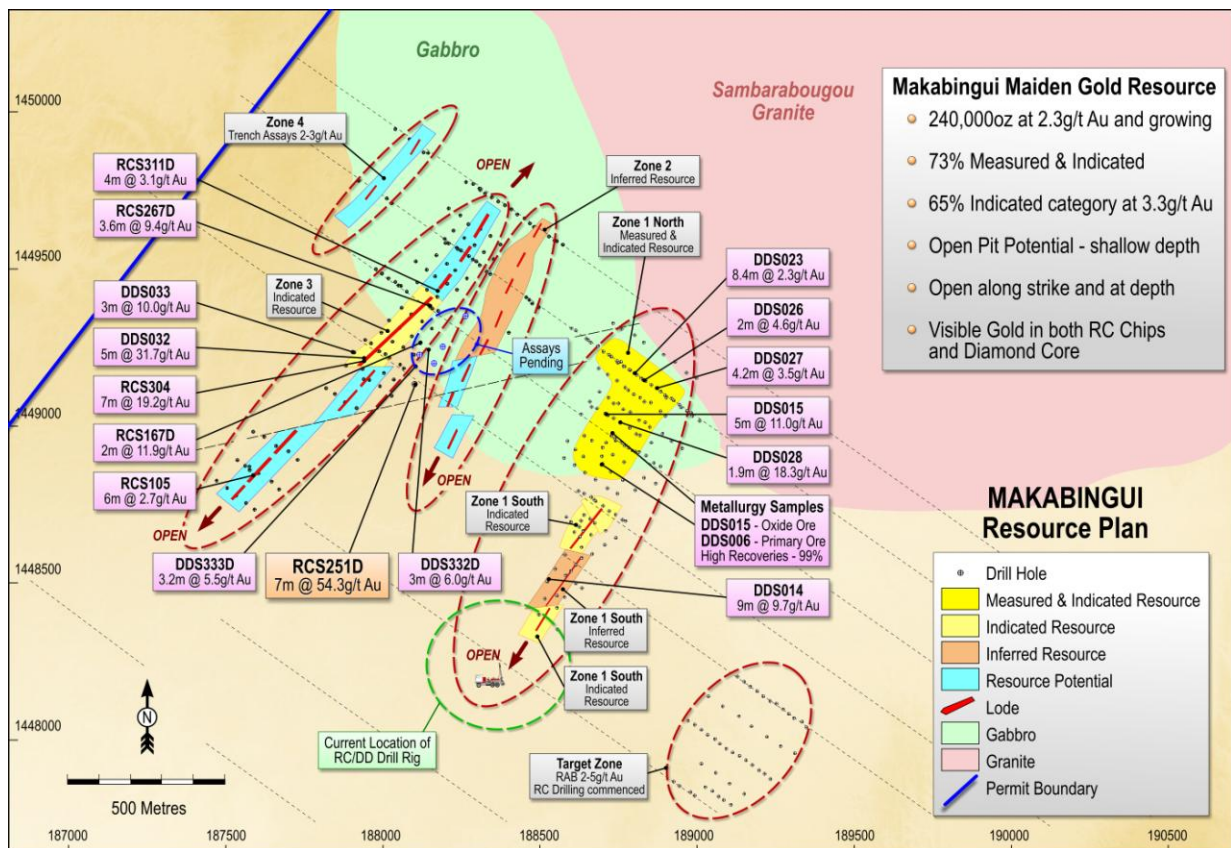 Gabbro
Sambarabougou
Granite
Makabingui Maiden Gold Resource
240,000oz at 2.3g/t Au and growing
73% Measured & Indicated
65% Indicated category at 3.3g/t Au
Open Pit Potential - shallow depth
Open along strike and at depth
Visible Gold in both RC Chips
and Diamond Core
1450000
1449500
1449000
1448500
1448000
Zone 4
Trench Assays 2-3g/t Au
RCS311D
4m @ 3.1g/t Au
RCS267D
3.6m @ 9.4g/t Au
Zone 3
Indicated
Resource
DDS033
3m @ 10.0g/t Au
DDS032
5m @ 31.7g/t Au
RCS304
7m @ 19.2g/t Au
RCS167D
2m @ 11.9g/t Au
RCS105
6m @ 2.7g/t Au
OPEN
DDS333D
3.2m @ 5.5g/t Au
RCS251D
7m @ 54.3g/t Au
DDS332D
3m @ 6.0g/t Au
OPEN
OPEN
Zone 2
Inferred Resource
Zone 1 North
Measured &
Indicated Resource
Assays
Pending
DDS023
8.4m @ 2.3g/t Au
DDS026
2m @ 4.6g/t Au
DDS027
4.2m @ 3.5g/t Au
DDS015
5m @ 11.0g/t Au
DDS028
1.9m @ 18.3g/t Au
Metallurgy Samples
DDS015 - Oxide Ore
DDS006 - Primary Ore
High Recoveries - 99%
DDS014
9m @ 9.7g/t Au
Zone 1 South
Indicated
Resource
Zone 1 South
Inferred
Resource
Zone 1 South
Indicated
Resource
OPEN
Current Location of
RC/DD Drill Rig
Target Zone
RAB 2-5g/t Au
RC Drilling commenced
N
500 Metres
MAKABINGUI
Resource Plan
Drill Hole
Measured & Indicated Resource
Indicated Resource
Inferred Resource
Resource Potential
Lode
Gabbro
Granite
Permit Boundary
187000
187500
188000
188500
189000
189500
190000
190500